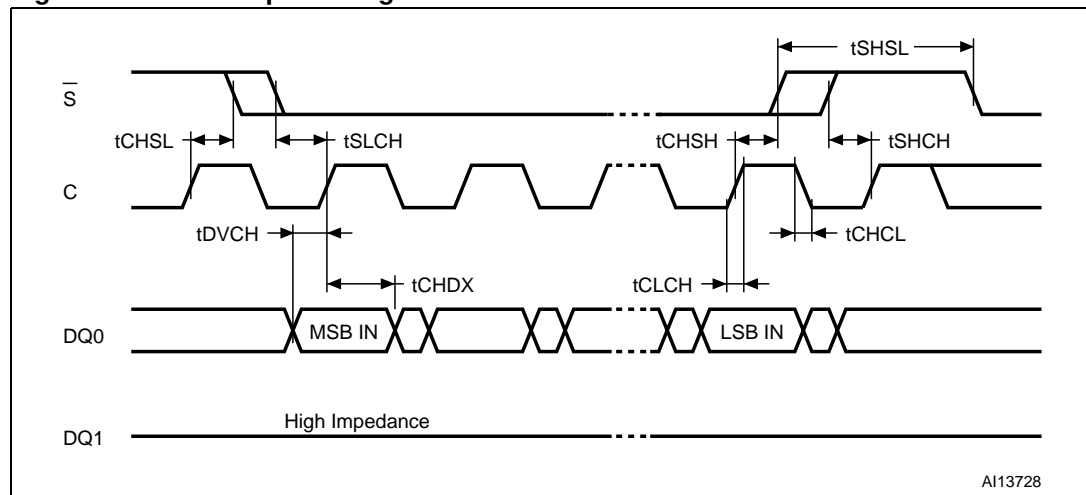 tSHSL
S̅
tCHSL
tSLCH
tCHSH
tSHCH
C
tDVCH
tCHCL
tCHDX
tCLCH
DQ0
MSB IN
LSB IN
High Impedance
DQ1
AI13728